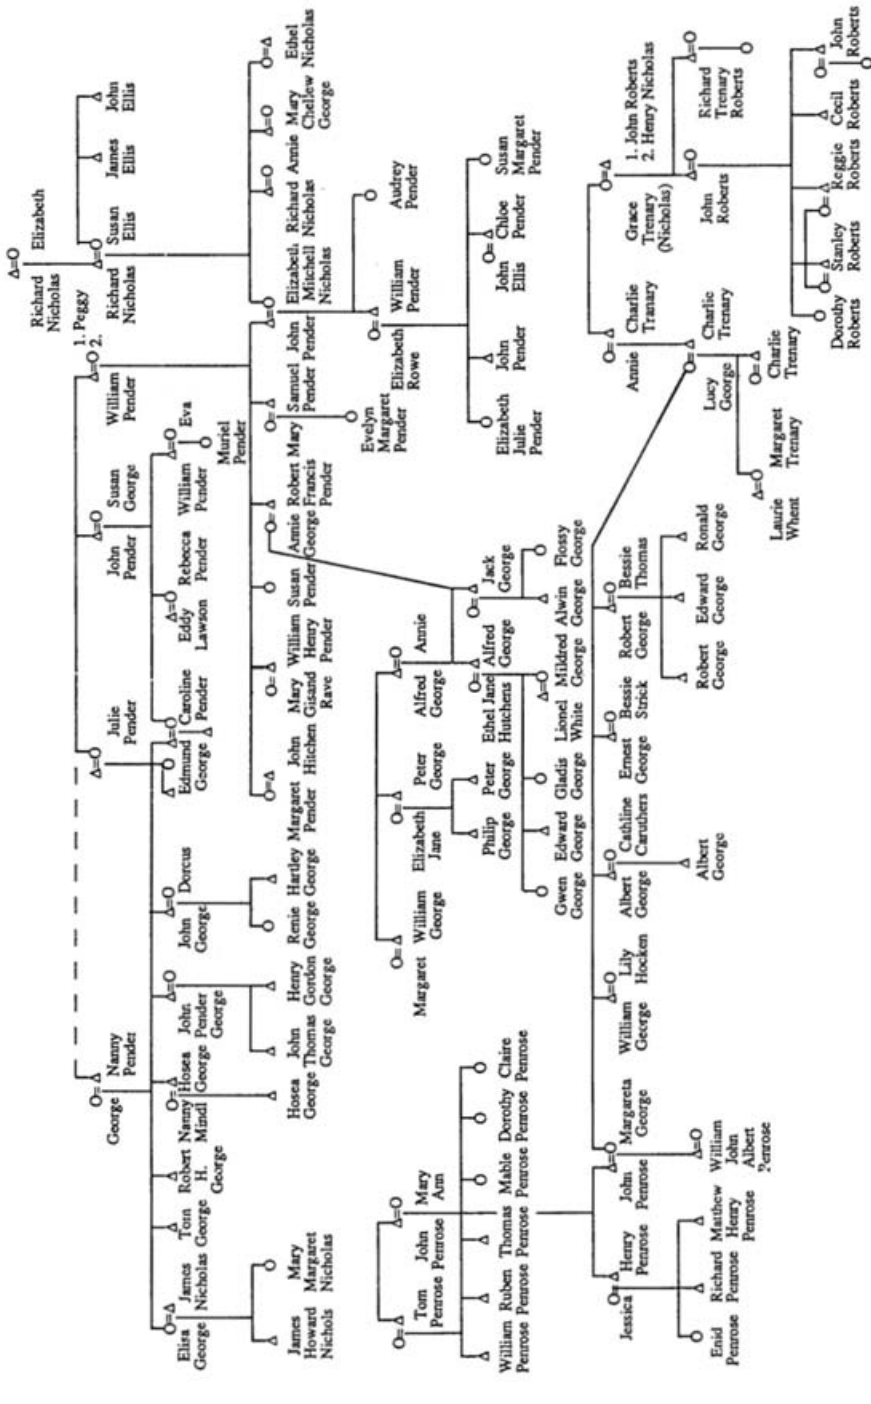 Richard
Nicholas
Elizabeth
1. Peggy
2.
Richard
Nicholas
Susan
Ellis
James
Ellis
John
Ellis
George
Nanny
Pender
Julie
Pender
John
Pender
Susan
George
William
Pender
Elisa
George
James
Nicholas
Tom
George
Robert
H.
George
Nanny
Mindl
Hosea
George
John
Pender
George
John
George
Dorcus
Edmund
George
Caroline
Pender
Eddy
Lawson
Rebecca
Pender
William
Pender
Eva
Muriel
Pender
James
Howard
Nichols
Mary
Margaret
Nicholas
Hosea
George
John
Thomas
George
Henry
Gordon
George
Renie
George
Hartley
George
Margaret
Pender
John
Hitchen
Mary
Gisand
Rave
William
Henry
Pender
Susan
Pender
Annie
George
Robert
Francis
Pender
Mary
Samuel
Pender
John
Pender
Elizabeth
Mitchell
Nicholas
Richard
Nicholas
Annie
Mary
Chellew
George
Ethel
Nicholas
Evelyn
Margaret
Pender
Elizabeth
Rowe
William
Pender
Audrey
Pender
Elizabeth
Julie
Pender
John
Pender
John
Ellis
Chloe
Pender
Susan
Margaret
Pender
Margaret
William
George
Elizabeth
Jane
Peter
George
Alfred
George
Annie
Philip
George
Peter
George
Ethel Jane
Hutchens
Alfred
George
Jack
George
Gwen
George
Edward
George
Gladis
George
Lionel
White
Mildred
George
Alwin
George
Flossy
George
Tom
Penrose
Mary
Ann
John
Penrose
William
Penrose
Ruben
Penrose
Thomas
Penrose
Mable
Penrose
Dorothy
Penrose
Claire
Penrose
Jessica
Henry
Penrose
John
Penrose
Margareta
George
William
George
Lily
Hocken
Albert
George
Cathline
Caruthers
Ernest
George
Bessie
Strick
Robert
George
Bessie
Thomas
Enid
Penrose
Richard
Penrose
Matthew
Henry
Penrose
William
John
Albert
Penrose
Albert
George
Robert
George
Edward
George
Ronald
George
Annie
Charlie
Tranary
Grace
Trenary
(Nicholas)
1. John Roberts
2. Henry Nicholas
Lucy
George
Charlie
Trenary
John
Roberts
Richard
Trenary
Roberts
Laurie
Whent
Margaret
Trenary
Charlie
Trenary
Dorothy
Roberts
Stanley
Roberts
Reggie
Roberts
Cecil
Roberts
John
Roberts